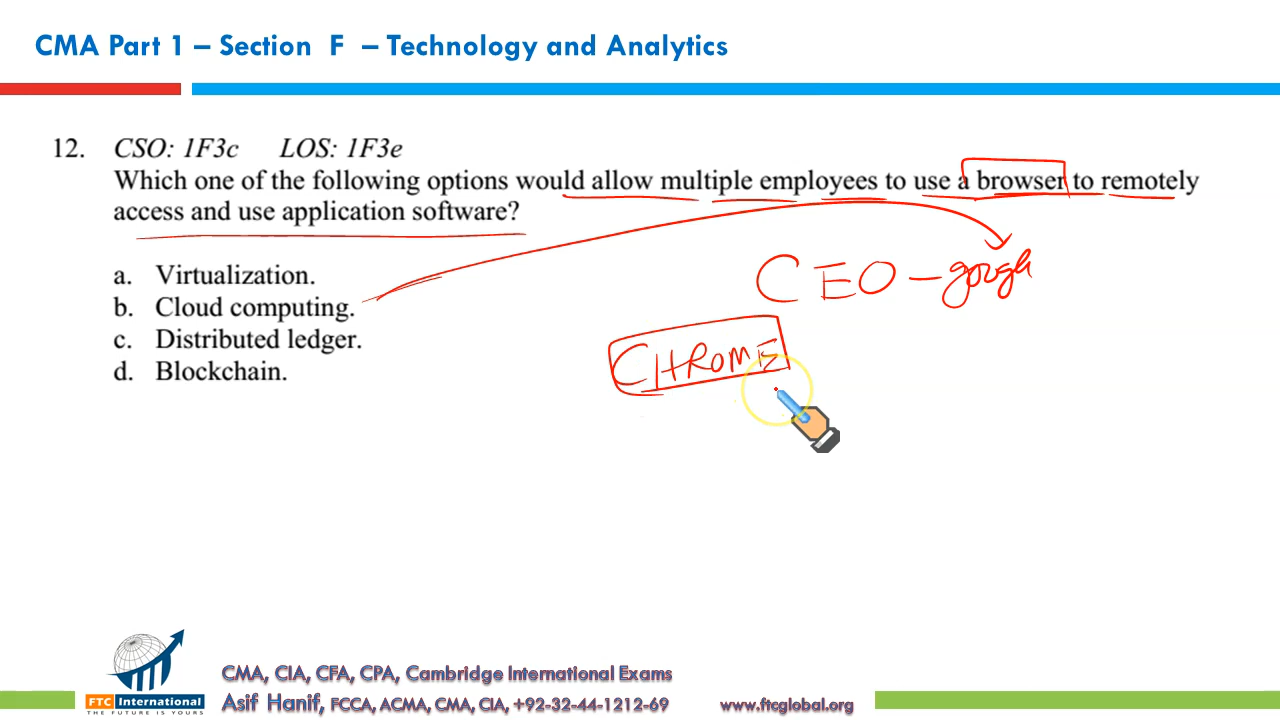 CMA Part 1 – Section F – Technology and Analytics
12. CSO: 1F3c LOS: 1F3e
Which one of the following options would allow multiple employees to use a browser to remotely
access and use application software?
a. Virtualization.
b. Cloud computing.
c. Distributed ledger.
d. Blockchain.
CEO –
CHROME
FTC International
THE FUTURE IS YOURS
CMA, CIA, CFA, CPA, Cambridge International Exams
Asif Hanif, FCCA, ACMA, CMA, CIA, +92-32-44-1212-69 www.ftcglobal.org